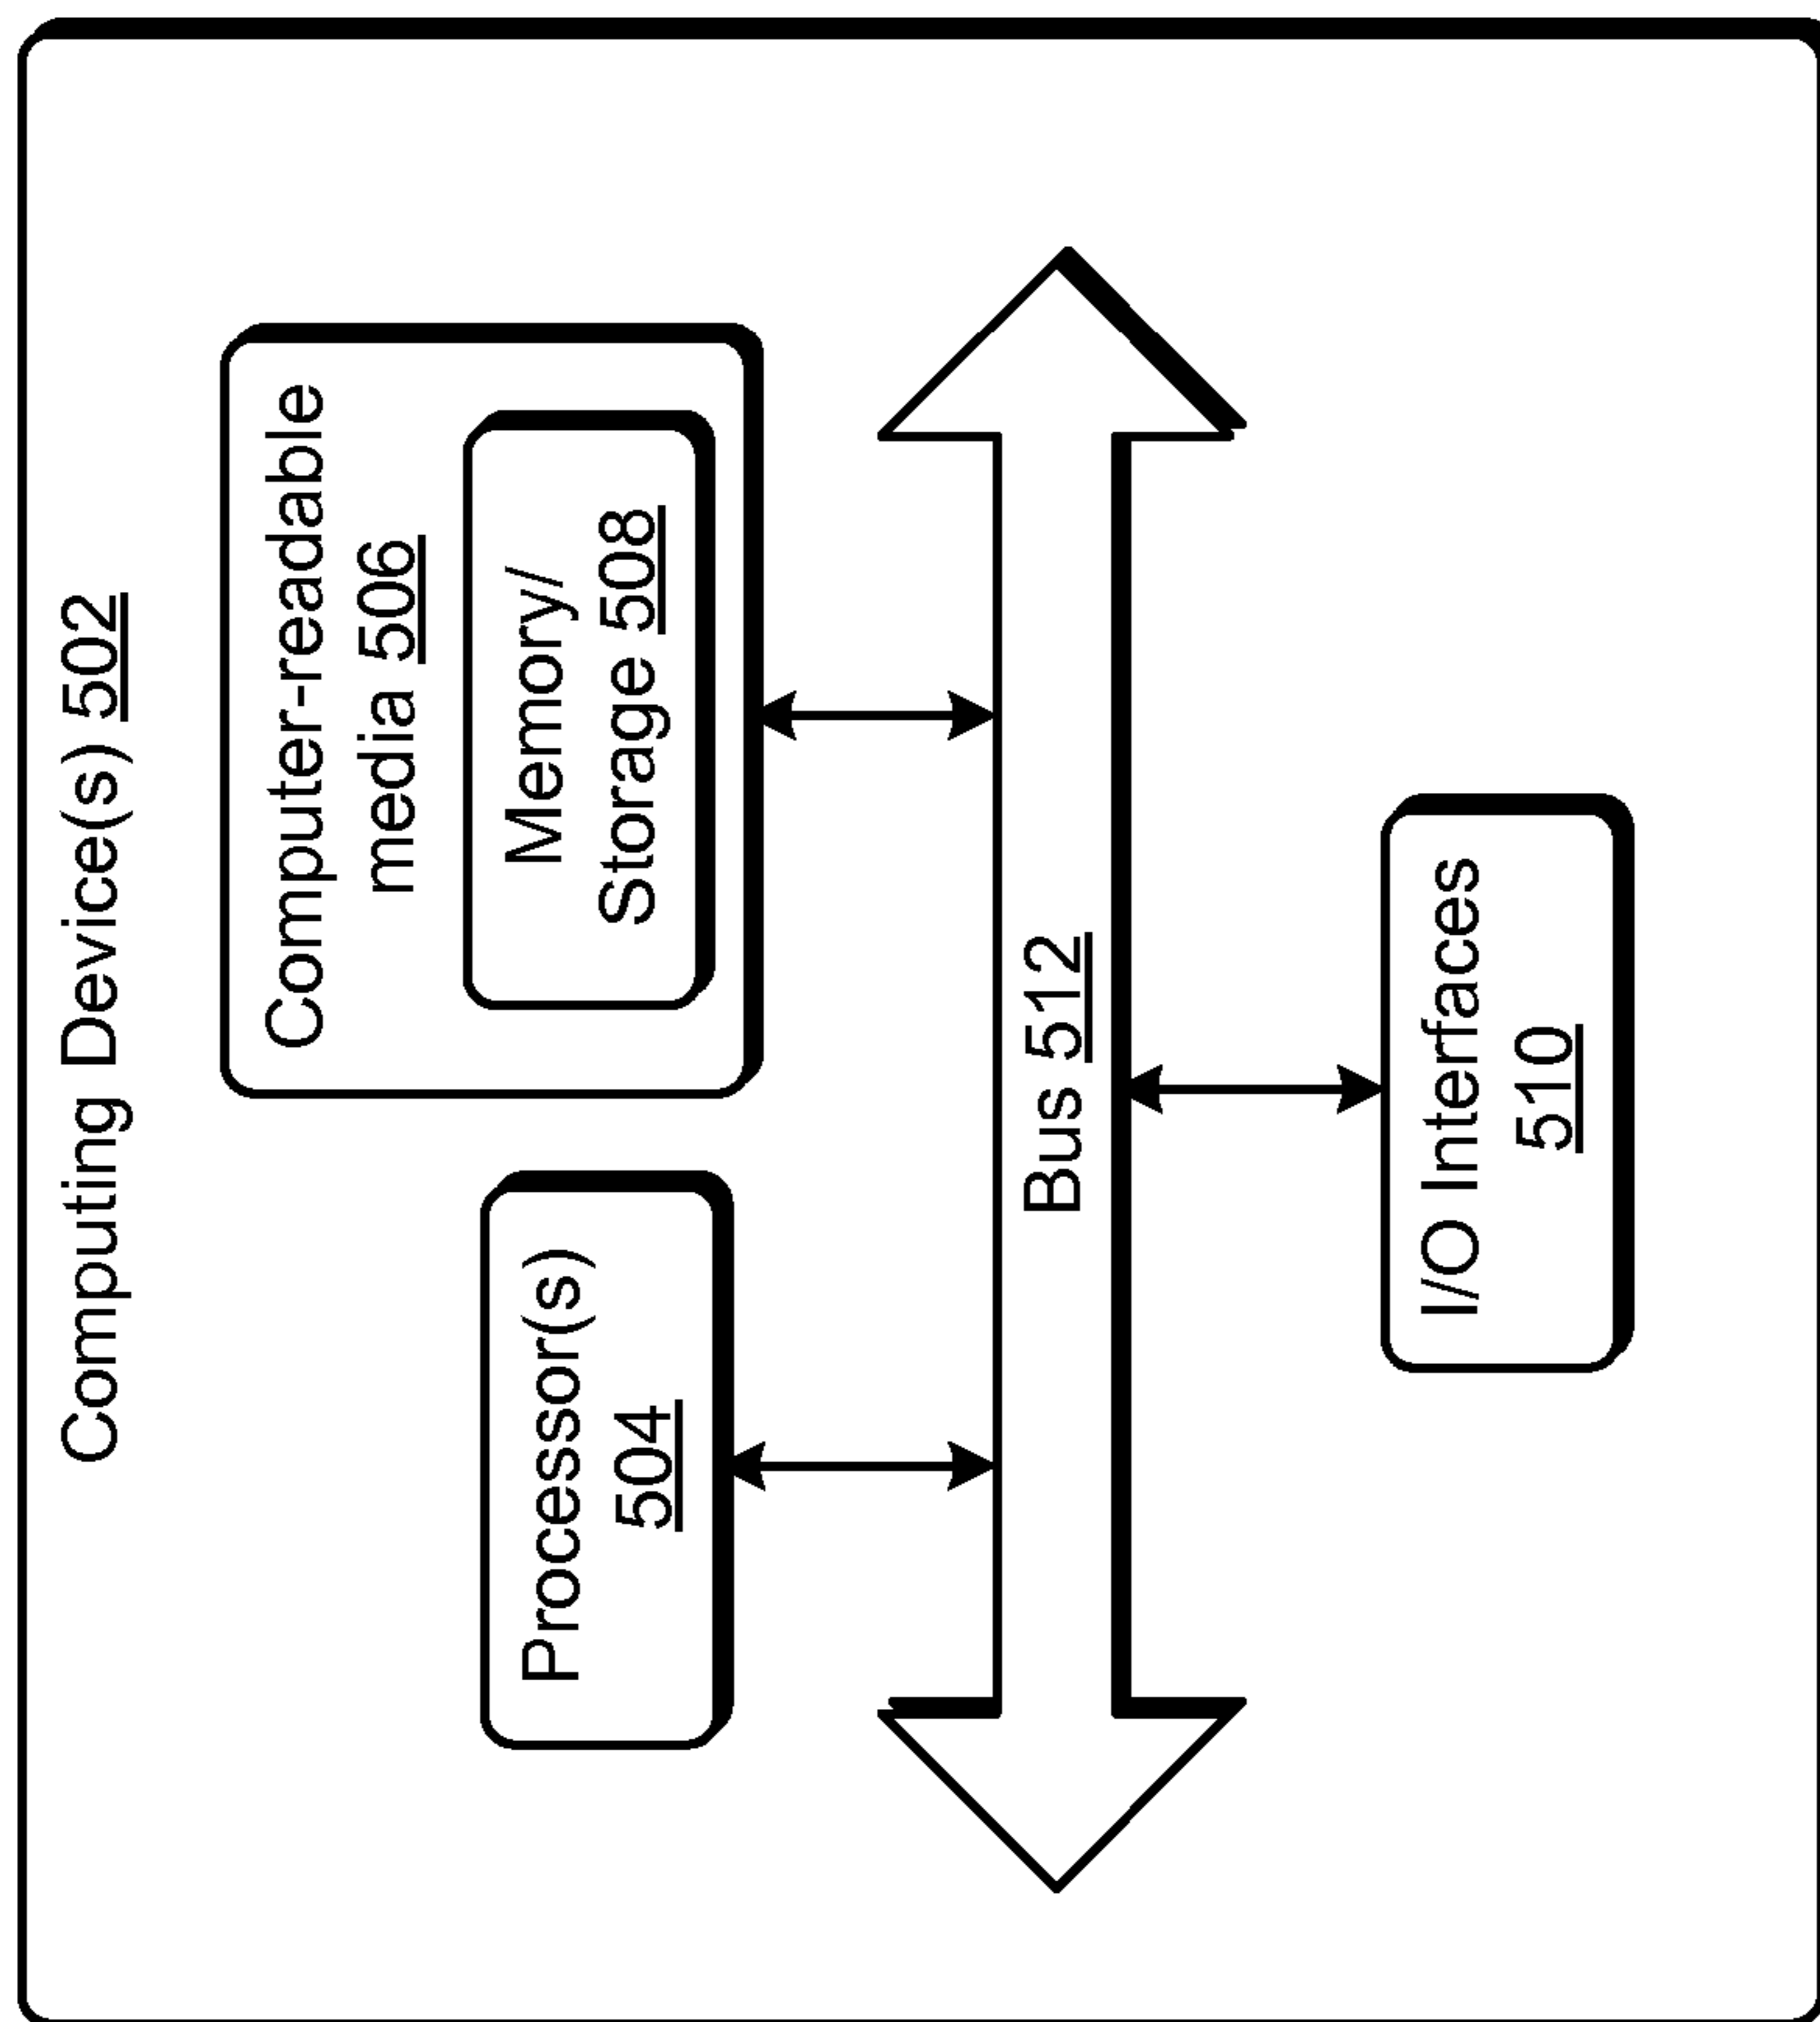 Computing Device(s) 502
Processor(s)
504
Computer-readable
media 506
Memory/
Storage 508
Bus 512
I/O Interfaces
510